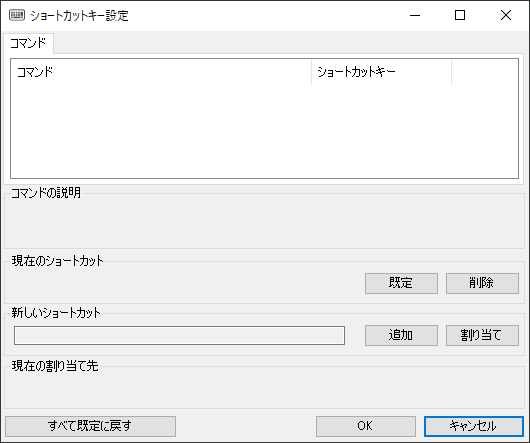 ショートカットキー設定
コマンド
コマンド ショートカットキー
コマンドの説明
現在のショートカット
既定 削除
新しいショートカット
追加 割り当て
現在の割り当て先
すべて既定に戻す OK キャンセル